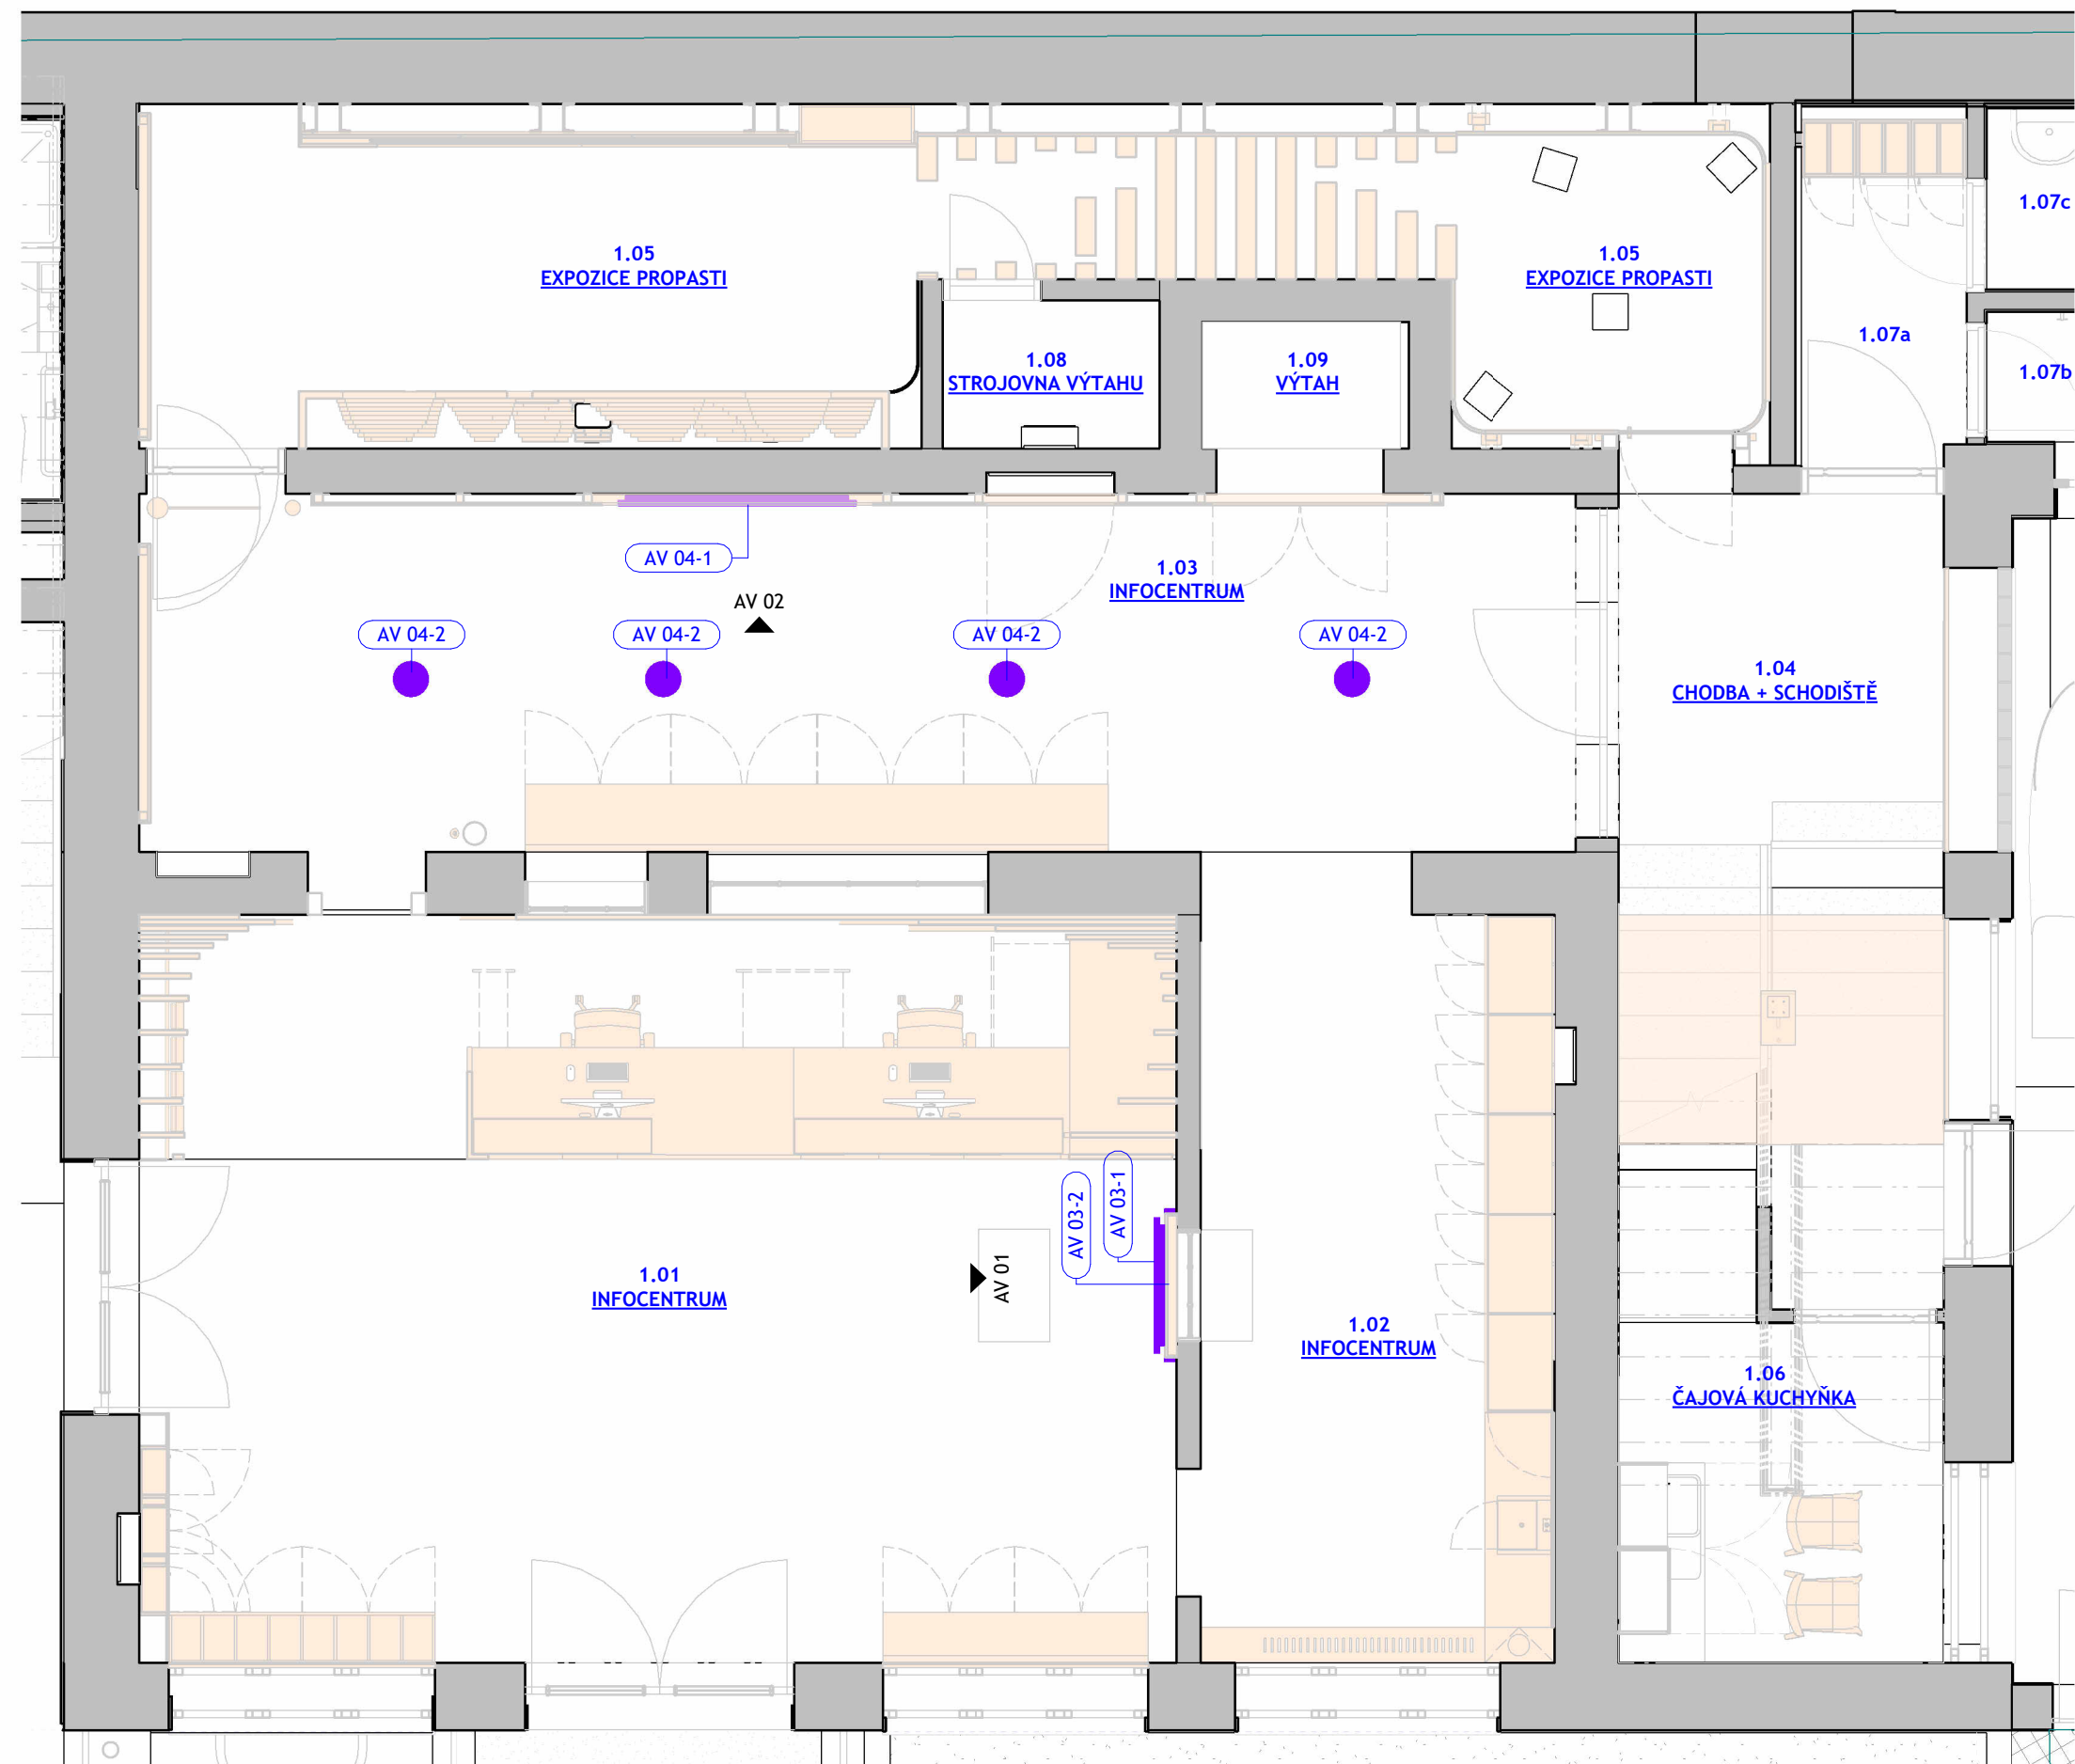 1.07c
1.05
EXPOZICE PROPASTI
1.05
EXPOZICE PROPASTI
1.07a
1.08
STROJOVNA VÝTAHU
1.09
VÝTAH
1.07b
AV 04-1
1.03
INFOCENTRUM
AV 02
AV 04-2
AV 04-2
AV 04-2
AV 04-2
1.04
CHODBA + SCHODIŠTĚ
AV 03-2
AV 03-1
AV 01
1.01
INFOCENTRUM
1.02
INFOCENTRUM
1.06
ČAJOVÁ KUCHYŇKA